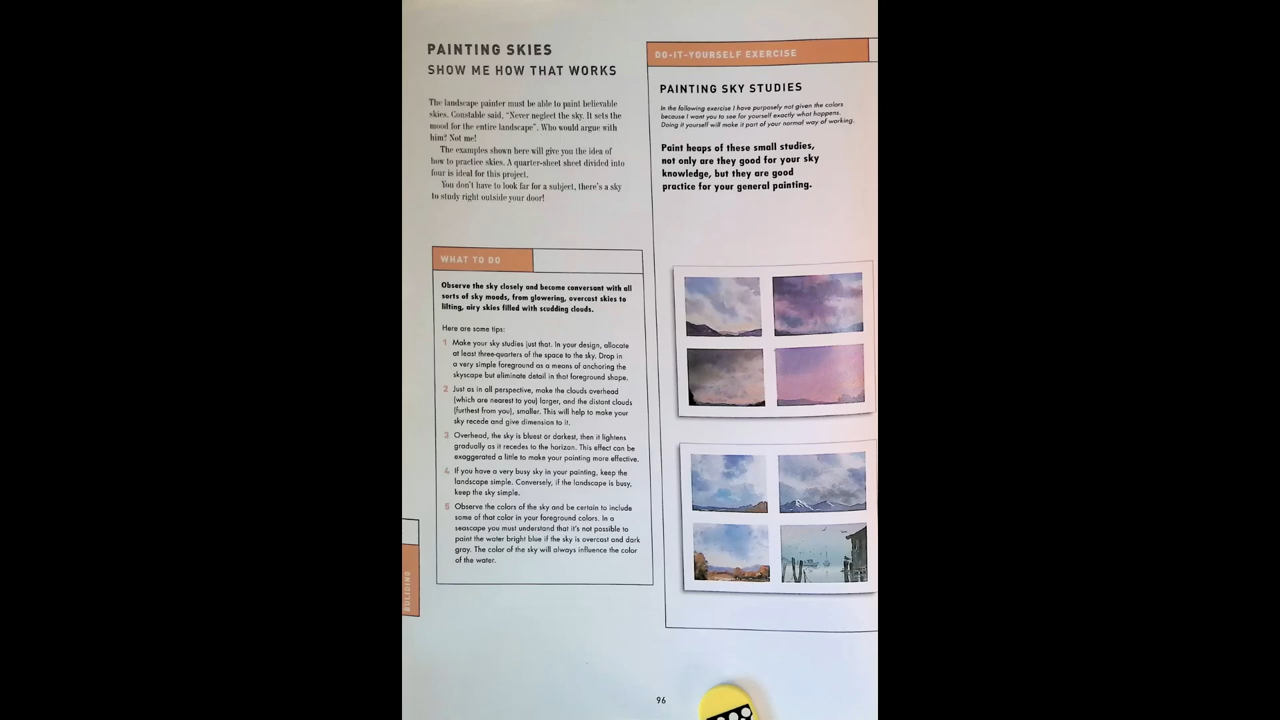 PAINTING SKIES
SHOW ME HOW THAT WORKS
The landscape painter must be able to paint believable
skies. Constable said, "Never neglect the sky. It sets the
mood for the entire landscape". Who would argue with
him? Not me!
The examples shown here will give you the idea of
how to practice skies. A quarter-sheet sheet divided into
four is ideal for this project.
You don't have to look far for a subject, there's a sky
to study right outside your door!
WHAT TO DO
Observe the sky closely and become conversant with all
sorts of sky moods, from glowering, overcast skies to
lilting, airy skies filled with scudding clouds.
Here are some tips:
1 Make your sky studies just that. In your design, allocate
at least three-quarters of the space to the sky. Drop in
a very simple foreground as a means of anchoring the
skyscape but eliminate detail in that foreground shape.
2 Just as in all perspective, make the clouds overhead
(which are nearest to you) larger, and the distant clouds
(furthest from you), smaller. This will help to make your
sky recede and give dimension to it.
3 Overhead, the sky is bluest or darkest, then it lightens
gradually as it recedes to the horizon. This effect can be
exaggerated a little to make your painting more effective.
4 If you have a very busy sky in your painting, keep the
landscape simple. Conversely, if the landscape is busy,
keep the sky simple.
5 Observe the colors of the sky and be certain to include
some of that color in your foreground colors. In a
seascape you must understand that it's not possible to
paint the water bright blue if the sky is overcast and dark
gray. The color of the sky will always influence the color
of the water.
DO-IT-YOURSELF EXERCISE
PAINTING SKY STUDIES
In the following exercise I have purposely not given the colors
because I want you to see for yourself exactly what happens.
Doing it yourself will make it part of your normal way of working.
Paint heaps of these small studies,
not only are they good for your sky
knowledge, but they are good
practice for your general painting.
BULIDING
96